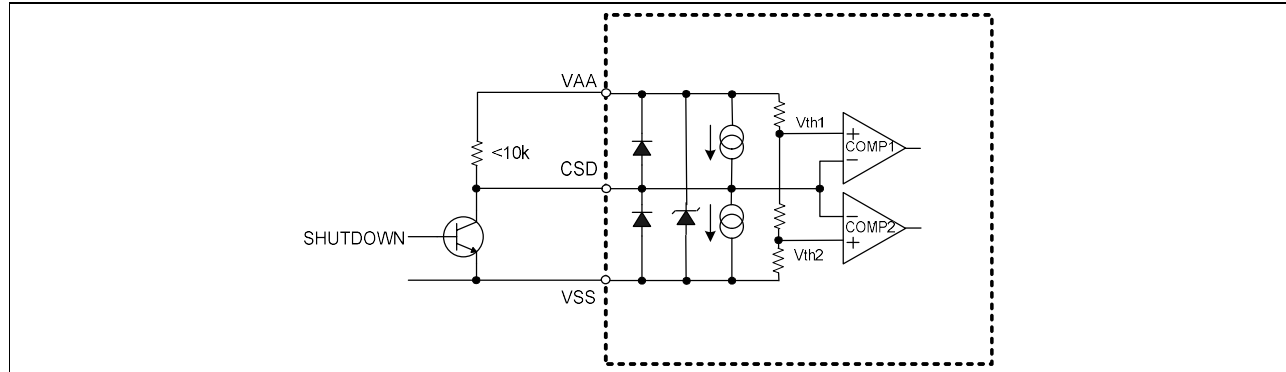 VAA
Vth1
+
COMP1
−
<10k
CSD
−
COMP2
+
SHUTDOWN
Vth2
VSS